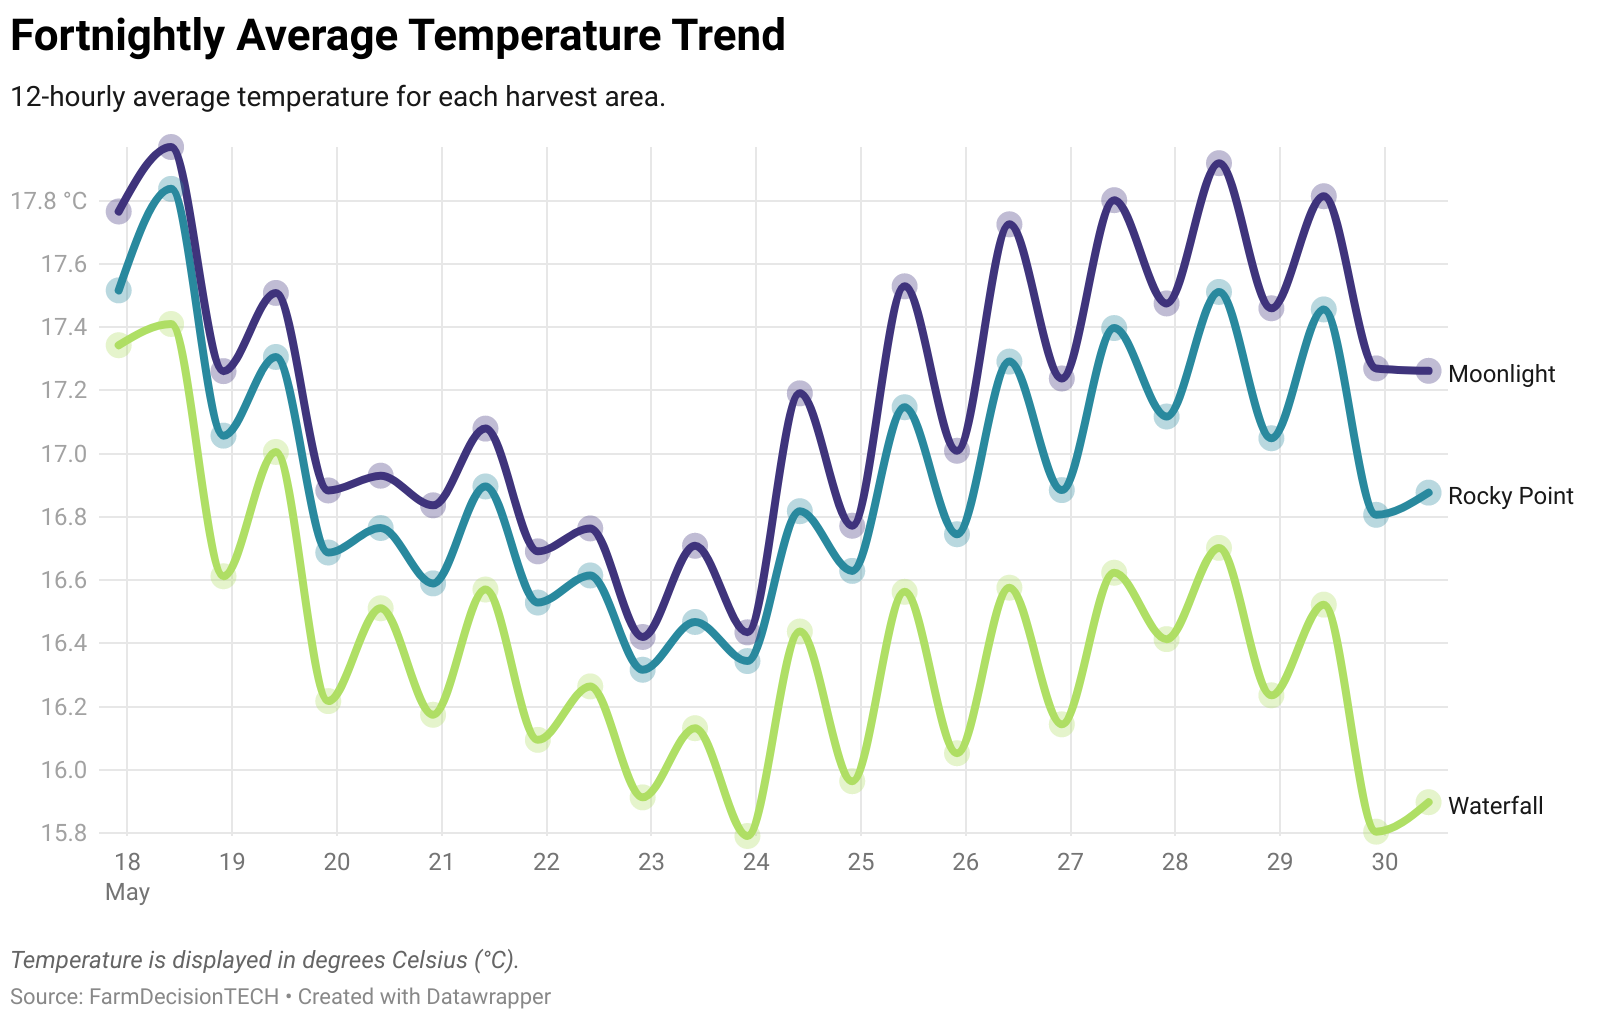 Fortnightly Average Temperature Trend
12-hourly average temperature for each harvest area.
17.8 °C
17.6
17.4
17.2
17.0
16.8
16.6
16.4
16.2
16.0
15.8
Moonlight
Rocky Point
Waterfall
18 19 20 21 22 23 24 25 26 27 28 29 30
May
Temperature is displayed in degrees Celsius (°C).
Source: FarmDecisionTECH • Created with Datawrapper